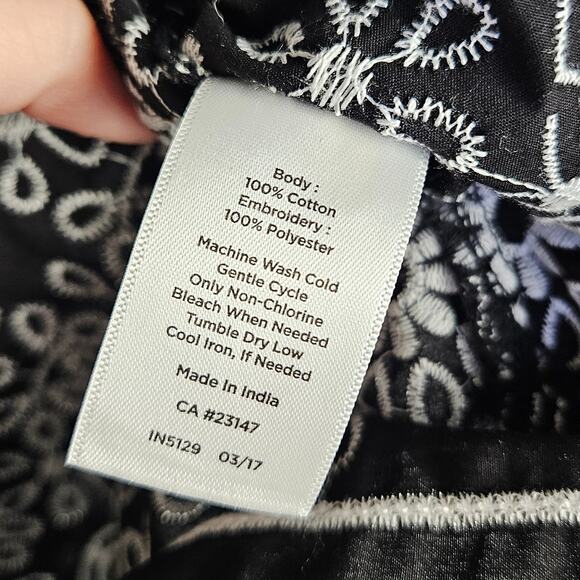 Body :
100% Cotton
Embroidery :
100% Polyester
Machine Wash Cold
Gentle Cycle
Only Non-Chlorine
Bleach When Needed
Tumble Dry Low
Cool Iron, If Needed
Made In India
CA #23147
IN5129 03/17